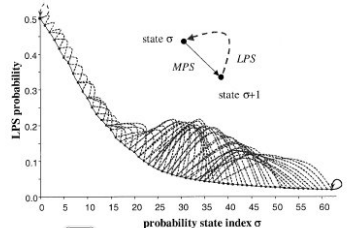 state σ
LPS
MPS
state σ+1
LPS probability
0.5
0.4
0.3
0.2
0.1
0.0
0 5 10 15 20 25 30 35 40 45 50 55 60
probability state index σ